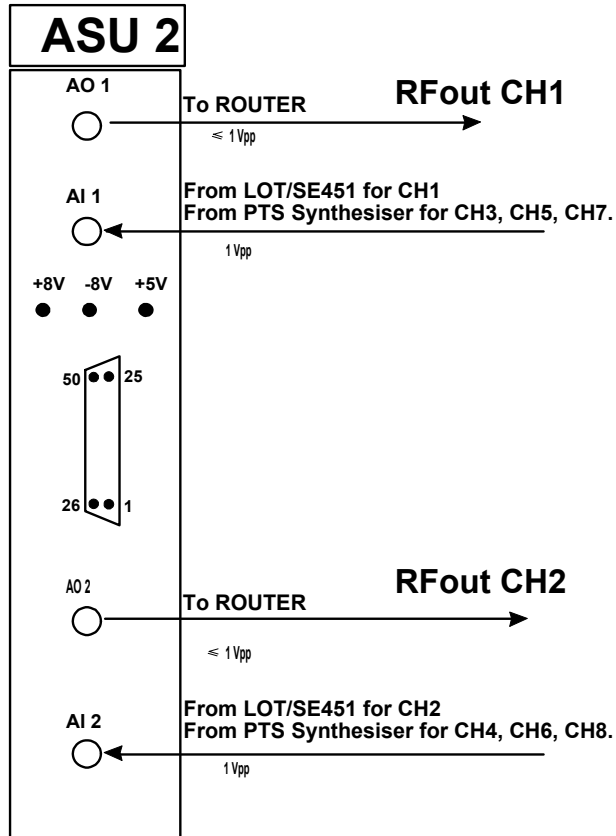 ASU 2
AO 1
To ROUTER
RFout CH1
≤ 1 Vpp
AI 1
From LOT/SE451 for CH1
From PTS Synthesiser for CH3, CH5, CH7.
1 Vpp
+8V -8V +5V
50 25
26 1
AO 2
To ROUTER
RFout CH2
≤ 1 Vpp
AI 2
From LOT/SE451 for CH2
From PTS Synthesiser for CH4, CH6, CH8.
1 Vpp